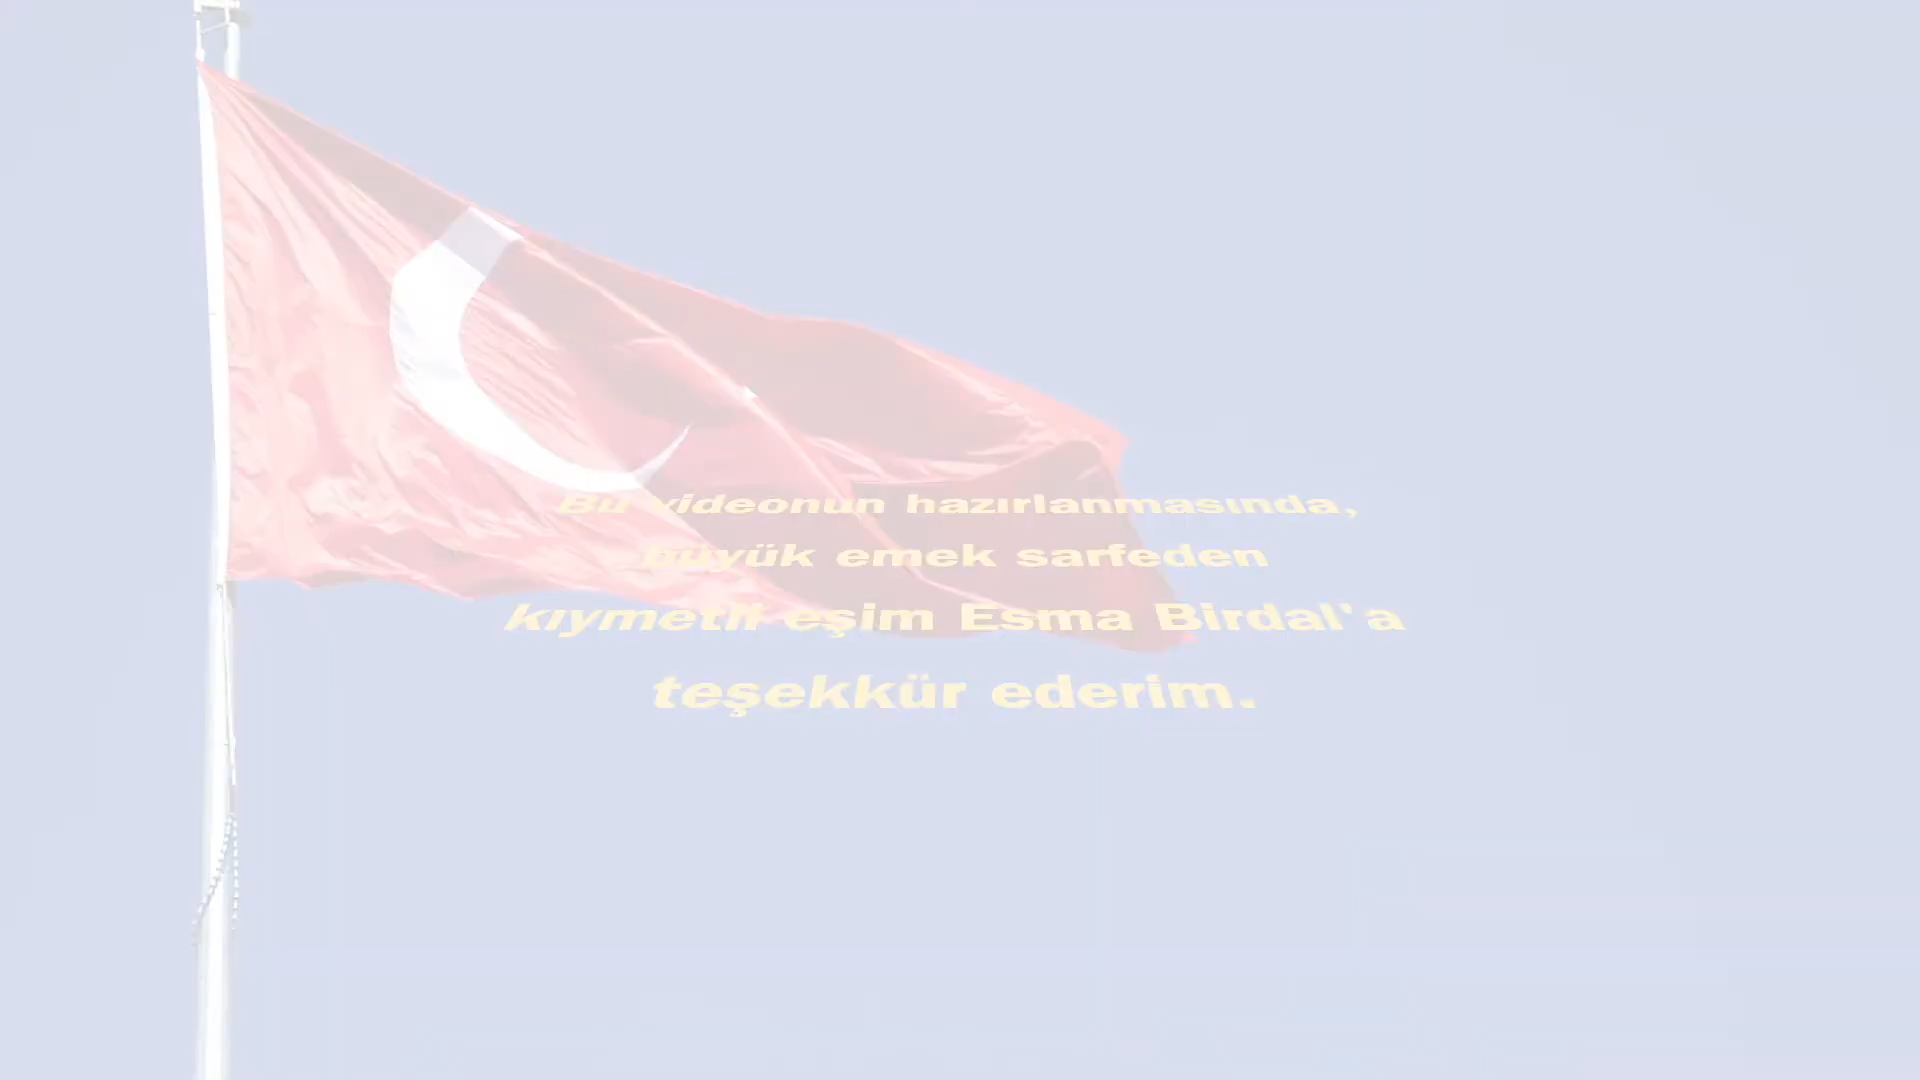 Bu videonun hazırlanmasında,
büyük emek sarfeden
kıymetli eşim Esma Birdal'a
teşekkür ederim.